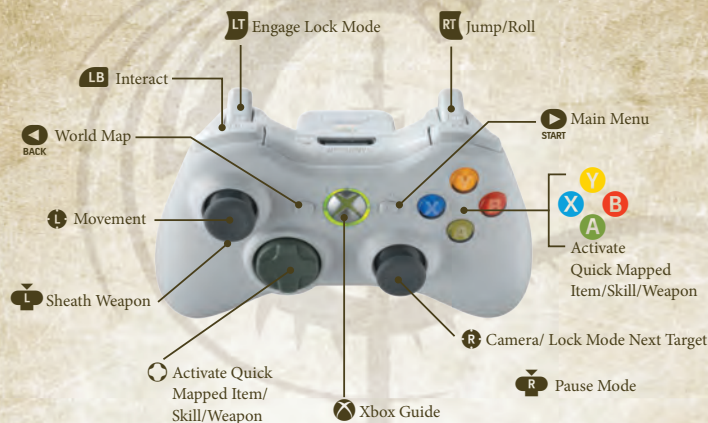 LT Engage Lock Mode
RT Jump/Roll
LB Interact
BACK World Map
START Main Menu
Y
X B
A
Activate
Quick Mapped
Item/Skill/Weapon
L Movement
L Sheath Weapon
R Camera/ Lock Mode Next Target
Activate Quick
Mapped Item/
Skill/Weapon
Xbox Guide
R Pause Mode
Y
X B
A